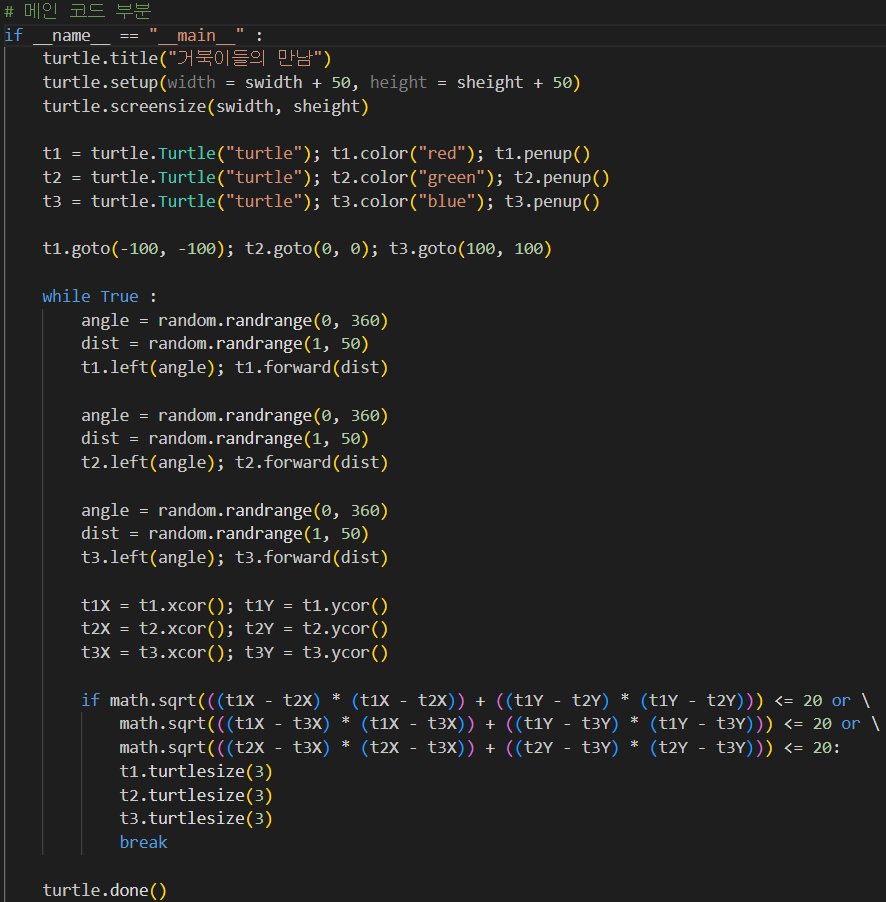 # 메인 코드 부분
if __name__ == "__main__" :
turtle.title("거북이들의 만남")
turtle.setup(width = swidth + 50, height = sheight + 50)
turtle.screensize(swidth, sheight)
t1 = turtle.Turtle("turtle"); t1.color("red"); t1.penup()
t2 = turtle.Turtle("turtle"); t2.color("green"); t2.penup()
t3 = turtle.Turtle("turtle"); t3.color("blue"); t3.penup()
t1.goto(-100, -100); t2.goto(0, 0); t3.goto(100, 100)
while True :
angle = random.randrange(0, 360)
dist = random.randrange(1, 50)
t1.left(angle); t1.forward(dist)
angle = random.randrange(0, 360)
dist = random.randrange(1, 50)
t2.left(angle); t2.forward(dist)
angle = random.randrange(0, 360)
dist = random.randrange(1, 50)
t3.left(angle); t3.forward(dist)
t1X = t1.xcor(); t1Y = t1.ycor()
t2X = t2.xcor(); t2Y = t2.ycor()
t3X = t3.xcor(); t3Y = t3.ycor()
if math.sqrt(((t1X - t2X) * (t1X - t2X)) + ((t1Y - t2Y) * (t1Y - t2Y))) <= 20 or \
math.sqrt(((t1X - t3X) * (t1X - t3X)) + ((t1Y - t3Y) * (t1Y - t3Y))) <= 20 or \
math.sqrt(((t2X - t3X) * (t2X - t3X)) + ((t2Y - t3Y) * (t2Y - t3Y))) <= 20:
t1.turtlesize(3)
t2.turtlesize(3)
t3.turtlesize(3)
break
turtle.done()